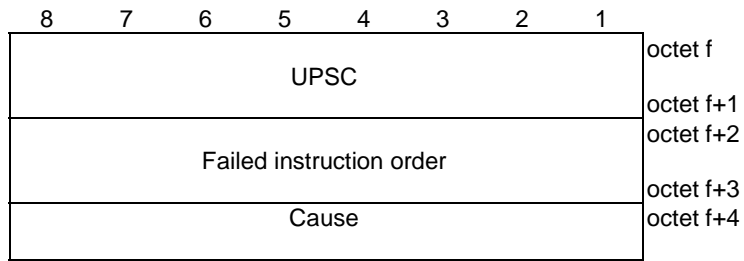 8 7 6 5 4 3 2 1
octet f
UPSC
octet f+1
octet f+2
Failed instruction order
octet f+3
Cause octet f+4